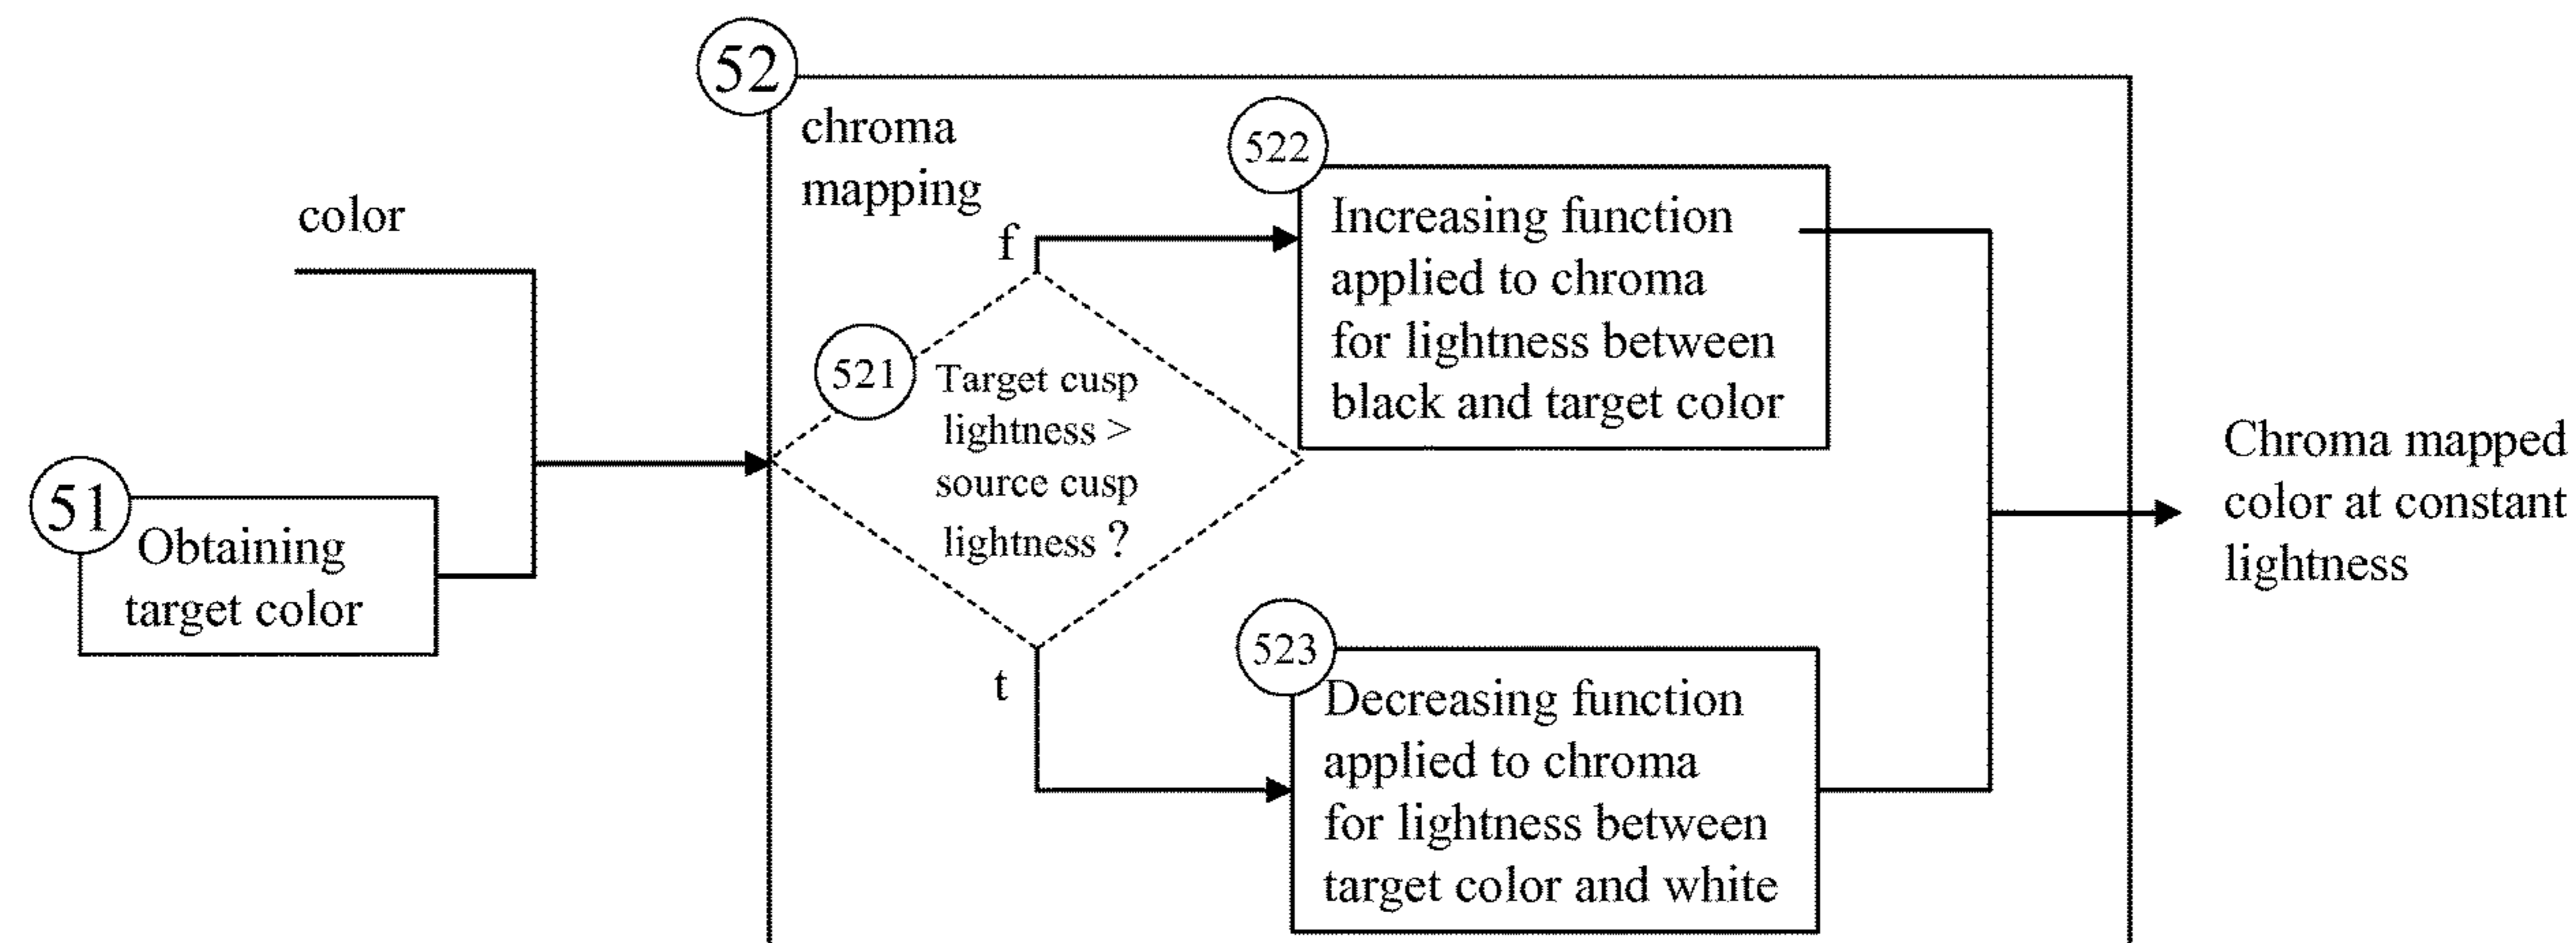 52
chroma
mapping
522
color
f
Increasing function
applied to chroma
for lightness between
black and target color
521
Target cusp
lightness >
source cusp
lightness ?
51
Obtaining
target color
t
523
Decreasing function
applied to chroma
for lightness between
target color and white
Chroma mapped
color at constant
lightness